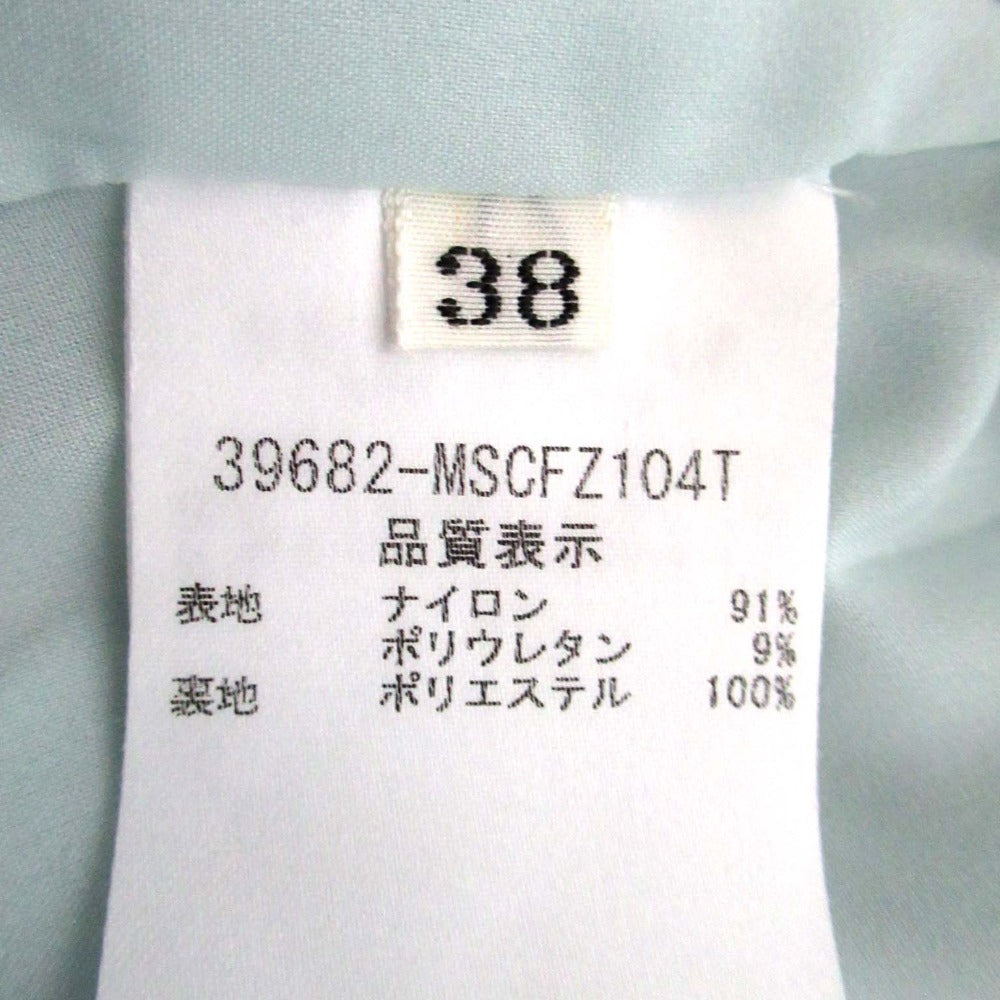 38
39682-MSCFZ104T
品質表示
表地 ナイロン 91%
ポリウレタン 9%
裏地 ポリエステル 100%